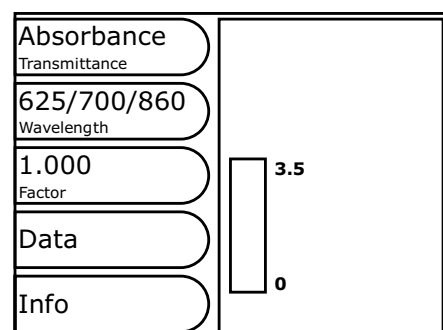 Absorbance
Transmittance
625/700/860
Wavelength
1.000
Factor
Data
Info
3.5
0